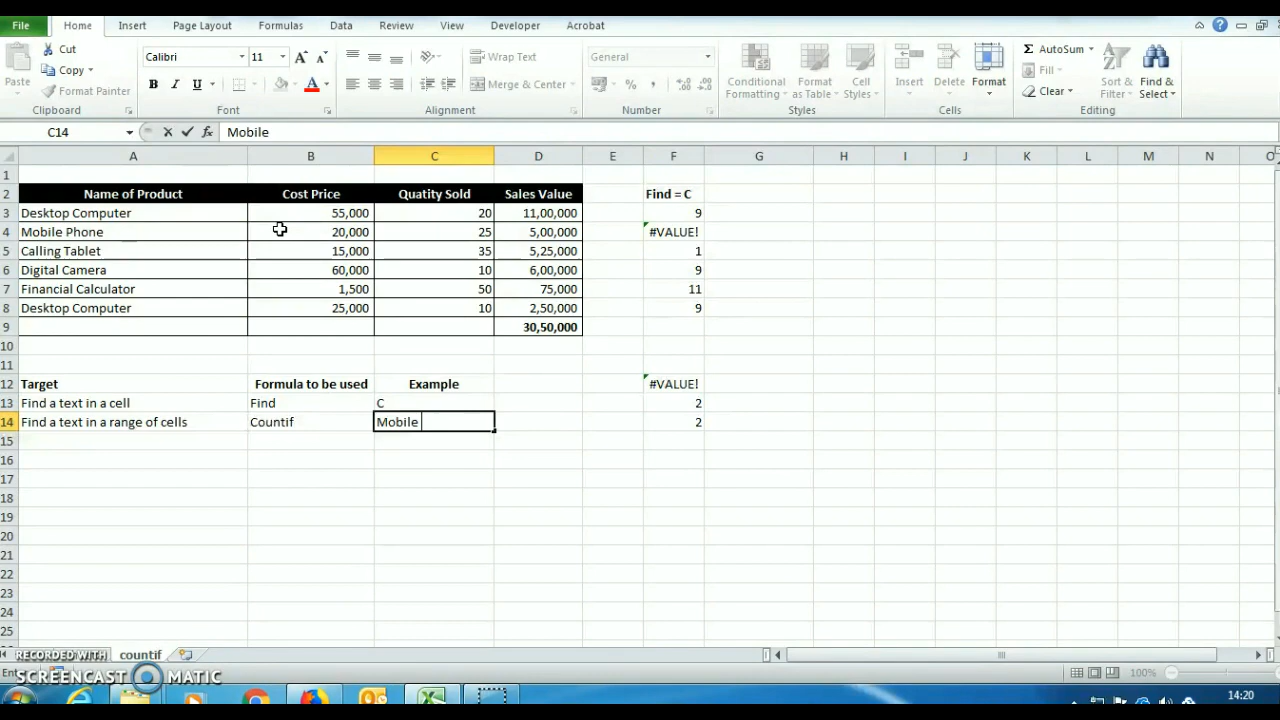 File Home Insert Page Layout Formulas Data Review View Developer Acrobat
Cut Calibri 11 Wrap Text General AutoSum
Paste Copy Conditional Format Cell Insert Delete Format Fill Sort & Find &
Format Painter B I U Merge & Center % Formatting as Table Styles Clear Filter Select
Clipboard Font Alignment Number Styles Cells Editing
C14 fx Mobile
A B C D E F G H I J K L M N O
1
2 Name of Product Cost Price Quatity Sold Sales Value Find = C
3 Desktop Computer 55,000 20 11,00,000 9
4 Mobile Phone 20,000 25 5,00,000 #VALUE!
5 Calling Tablet 15,000 35 5,25,000 1
6 Digital Camera 60,000 10 6,00,000 9
7 Financial Calculator 1,500 50 75,000 11
8 Desktop Computer 25,000 10 2,50,000 9
9 30,50,000
10
11
12 Target Formula to be used Example #VALUE!
13 Find a text in a cell Find C 2
14 Find a text in a range of cells Countif Mobile 2
15
16
17
18
19
20
21
22
23
24
25
RECORDED WITH countif
SCREENCAST MATIC 100%
14:20